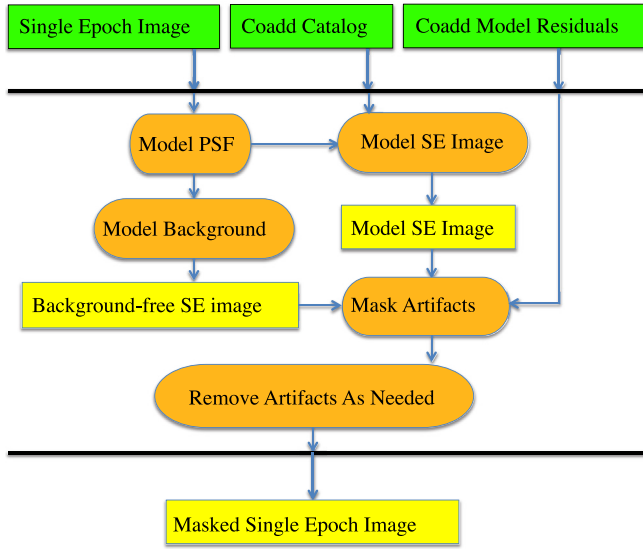 Single Epoch Image
Coadd Catalog
Coadd Model Residuals
Model PSF
Model SE Image
Model Background
Model SE Image
Background-free SE image
Mask Artifacts
Remove Artifacts As Needed
Masked Single Epoch Image